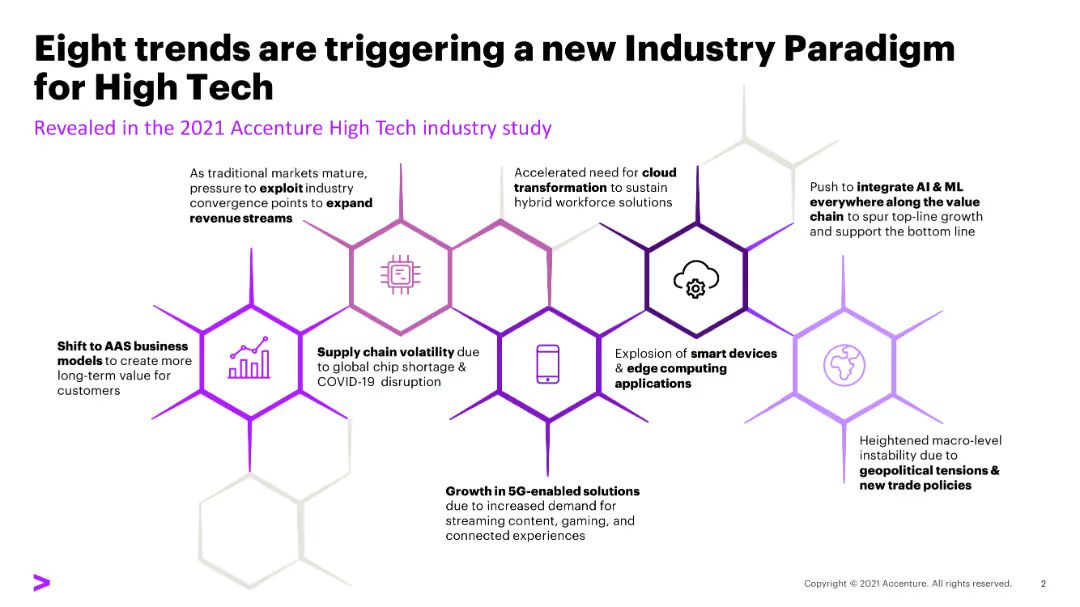 Eight trends are triggering a new Industry Paradigm
for High Tech
Revealed in the 2021 Accenture High Tech industry study
As traditional markets mature,
pressure to exploit industry
convergence points to expand
revenue streams
Accelerated need for cloud
transformation to sustain
hybrid workforce solutions
Push to integrate AI & ML
everywhere along the value
chain to spur top-line growth
and support the bottom line
Shift to AAS business
models to create more
long-term value for
customers
Supply chain volatility due
to global chip shortage &
COVID-19 disruption
Explosion of smart devices
& edge computing
applications
Heightened macro-level
instability due to
geopolitical tensions &
new trade policies
Growth in 5G-enabled solutions
due to increased demand for
streaming content, gaming, and
connected experiences
Copyright © 2021 Accenture. All rights reserved.
2